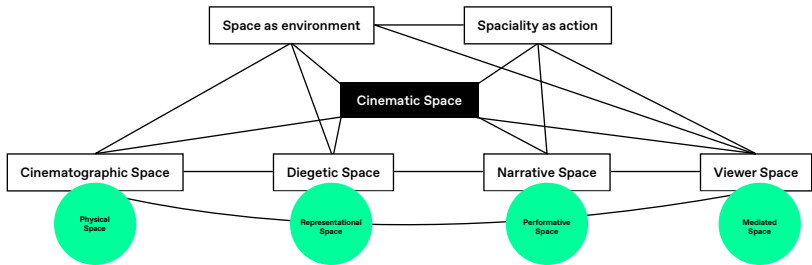 Space as environment
Spaciality as action
Cinematic Space
Cinematographic Space
Diegetic Space
Narrative Space
Viewer Space
Physical
Space
Representational
Space
Performative
Space
Mediated
Space